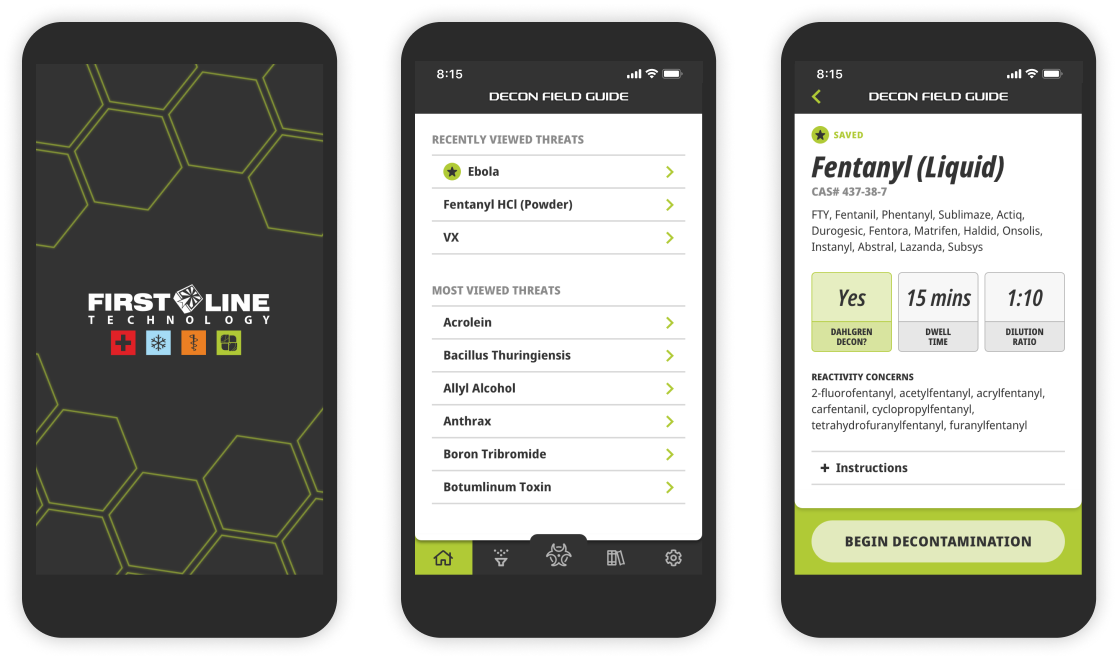 FIRST LINE
TECHNOLOGY
8:15
DECON FIELD GUIDE
RECENTLY VIEWED THREATS
Ebola
Fentanyl HCl (Powder)
VX
MOST VIEWED THREATS
Acrolein
Bacillus Thuringiensis
Allyl Alcohol
Anthrax
Boron Tribromide
Botumlinum Toxin
8:15
DECON FIELD GUIDE
SAVED
Fentanyl (Liquid)
CAS# 437-38-7
FTY, Fentanil, Phentanyl, Sublimaze, Actiq,
Durogesic, Fentora, Matrifen, Haldid, Onsolis,
Instanyl, Abstral, Lazanda, Subsys
Yes
DAHLGREN
DECON?
15 mins
DWELL
TIME
1:10
DILUTION
RATIO
REACTIVITY CONCERNS
2-fluorofentanyl, acetylfentanyl, acrylfentanyl,
carfentanil, cyclopropylfentanyl,
tetrahydrofuranylfentanyl, furanylfentanyl
+ Instructions
BEGIN DECONTAMINATION